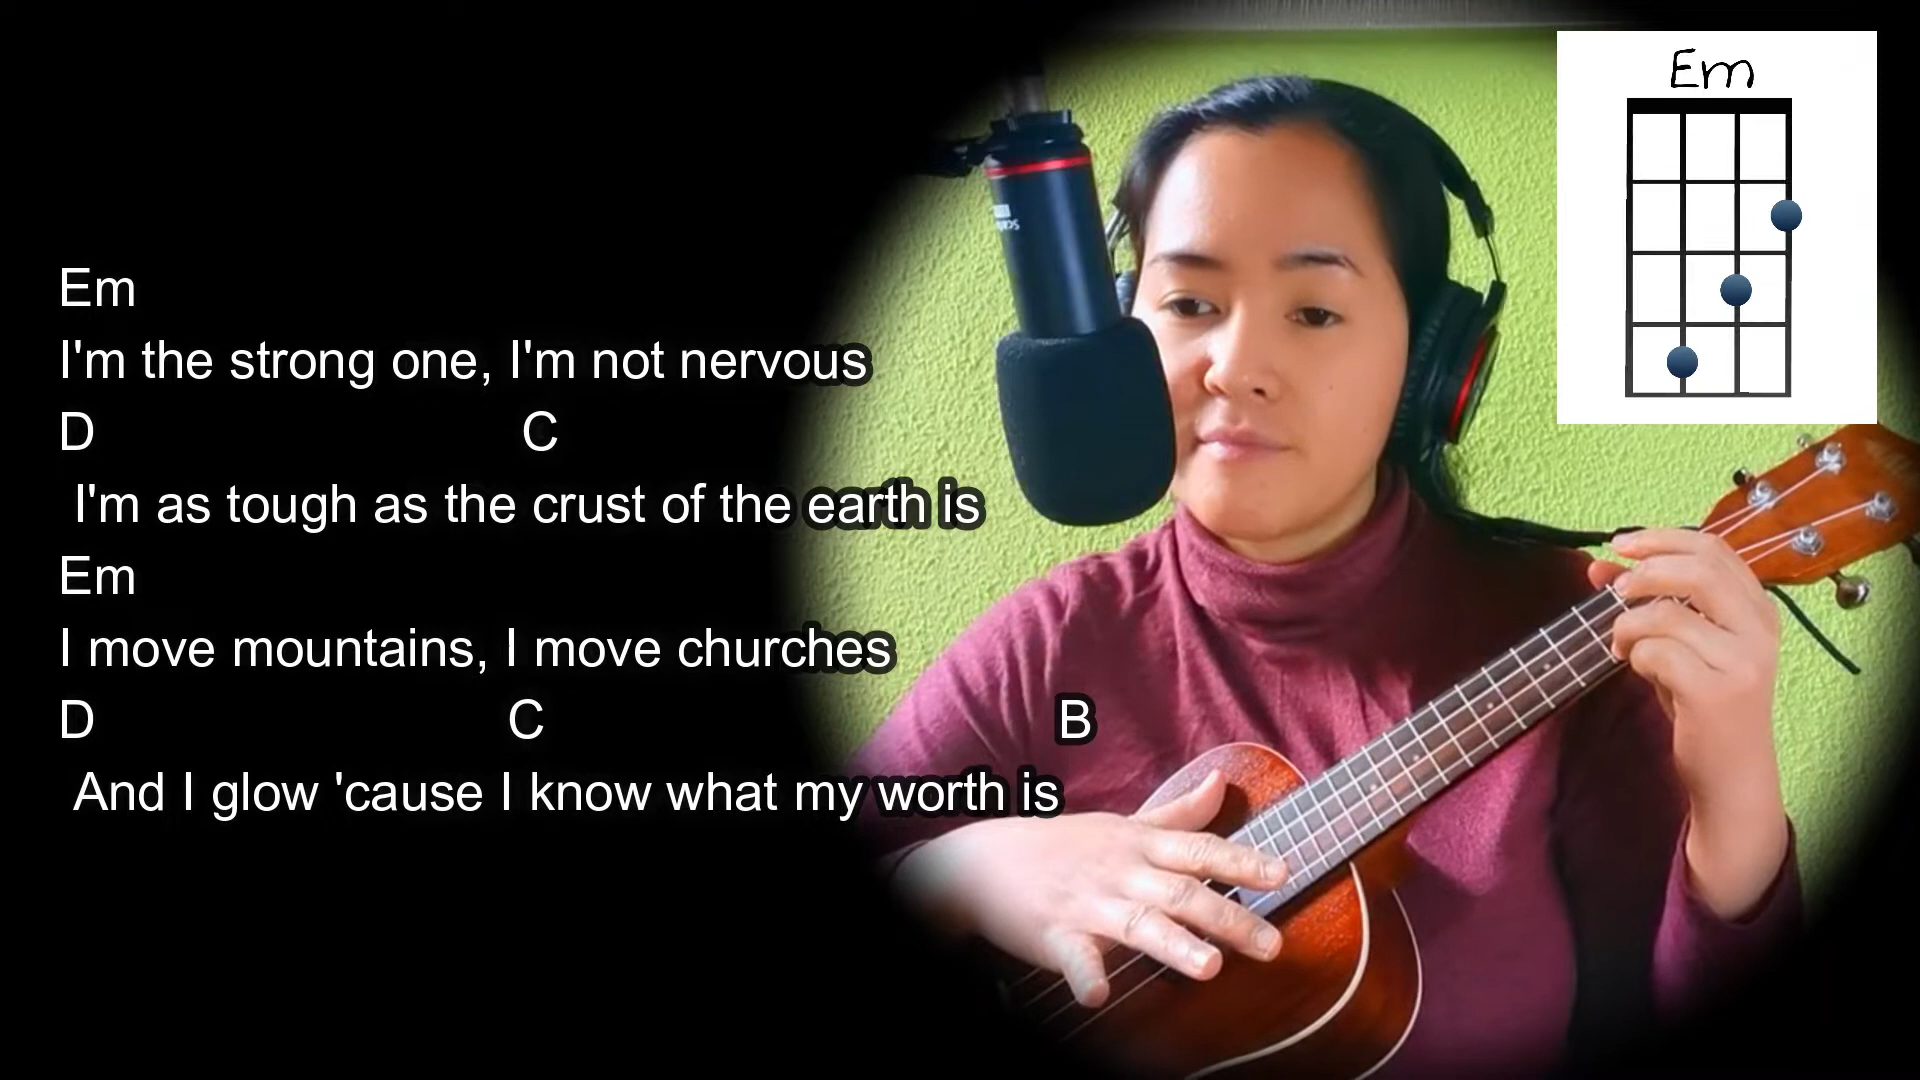 Em
Em
I'm the strong one, I'm not nervous
D C
I'm as tough as the crust of the earth is
Em
I move mountains, I move churches
D C B
And I glow 'cause I know what my worth is